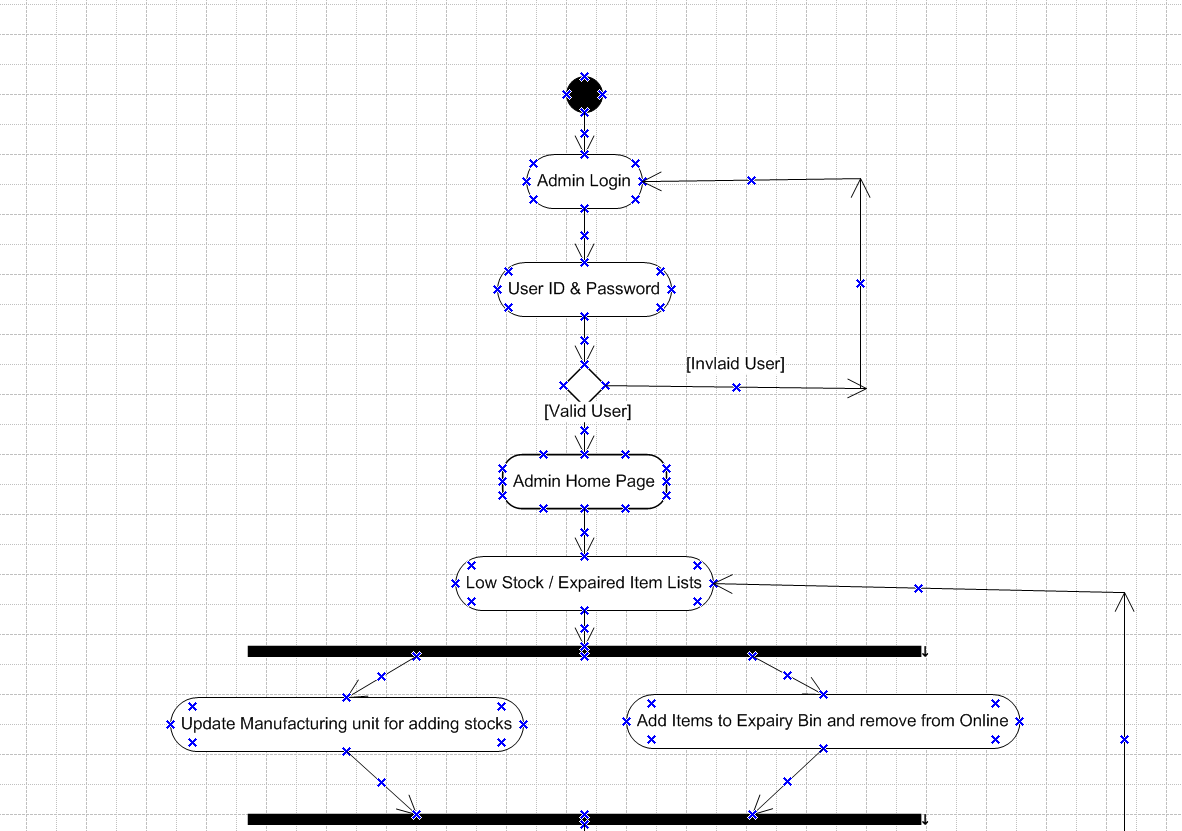 Admin Login
User ID & Password
[Invlaid User]
[Valid User]
Admin Home Page
Low Stock / Expaired Item Lists
Update Manufacturing unit for adding stocks
Add Items to Expairy Bin and remove from Online